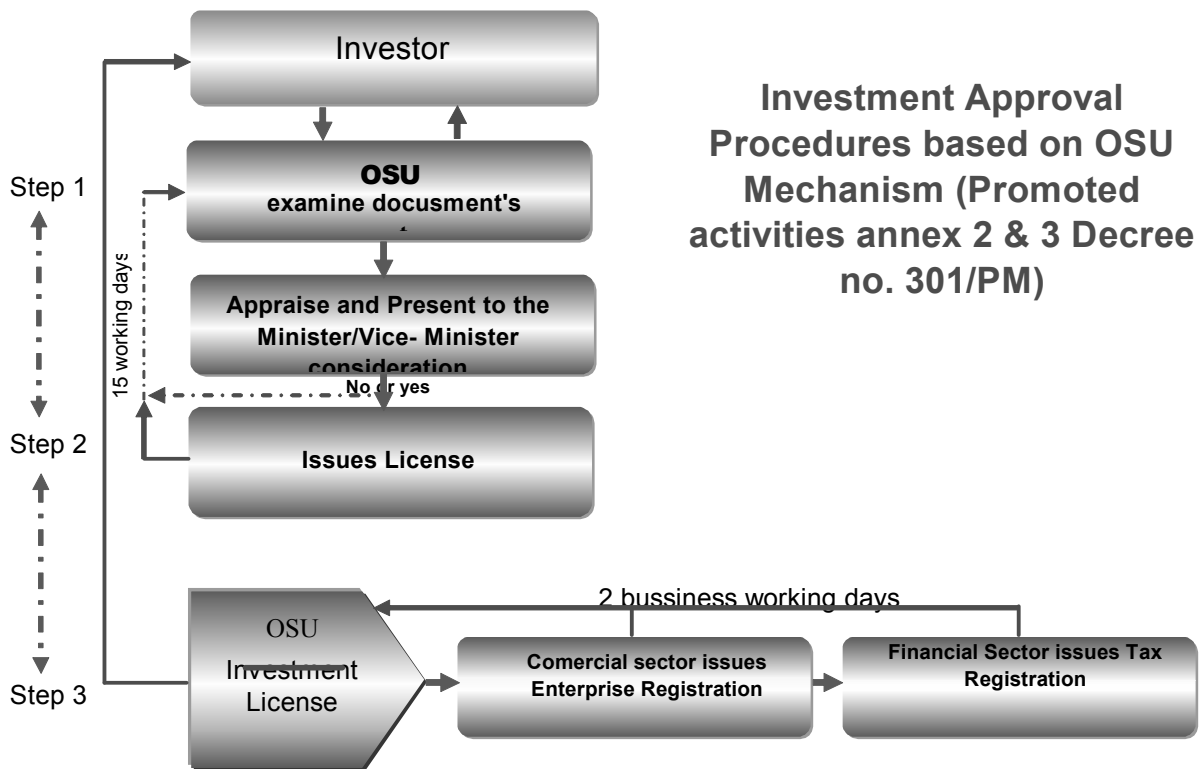 Investor
Investment Approval
Procedures based on OSU
Mechanism (Promoted
activities annex 2 & 3 Decree
no. 301/PM)
Step 1
OSU
examine docusment's
15 working days
Appraise and Present to the
Minister/Vice- Minister
consideration
No or yes
Step 2
Issues License
2 bussiness working days
OSU
Investment
License
Comercial sector issues
Enterprise Registration
Financial Sector issues Tax
Registration
Step 3